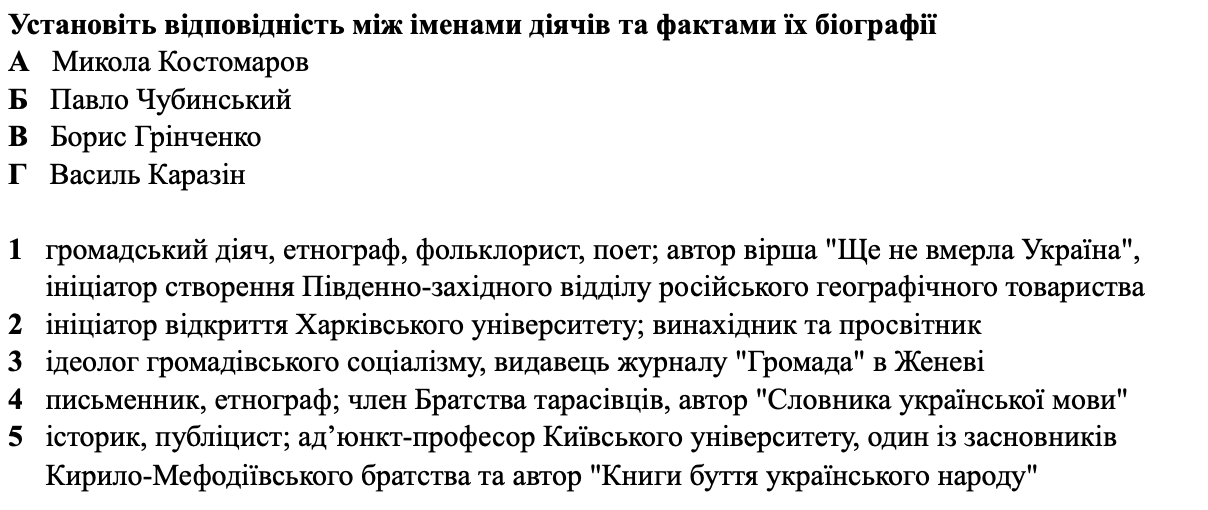 Установіть відповідність між іменами діячів та фактами їх біографії
А Микола Костомаров
Б Павло Чубинський
В Борис Грінченко
Г Василь Каразін
1 громадський діяч, етнограф, фольклорист, поет; автор вірша "Ще не вмерла Україна",
ініціатор створення Південно-західного відділу російського географічного товариства
2 ініціатор відкриття Харківського університету; винахідник та просвітник
3 ідеолог громадівського соціалізму, видавець журналу "Громада" в Женеві
4 письменник, етнограф; член Братства тарасівців, автор "Словника української мови"
5 історик, публіцист; ад’юнкт-професор Київського університету, один із засновників
Кирило-Мефодіївського братства та автор "Книги буття українського народу"